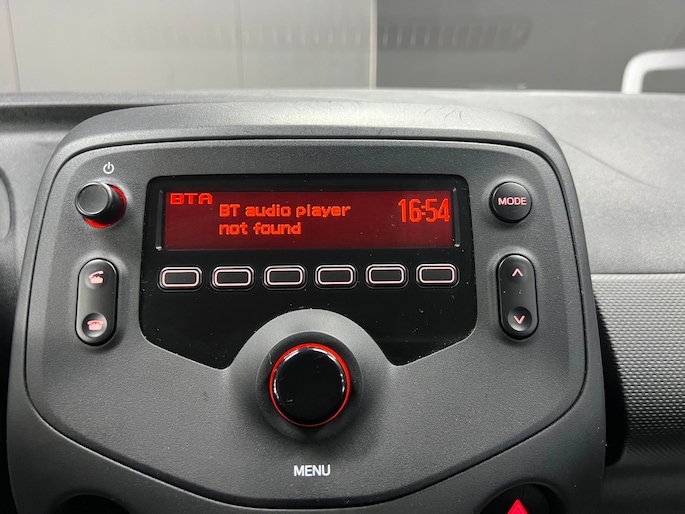 BTA
BT audio player
not found
16:54
MODE
MENU